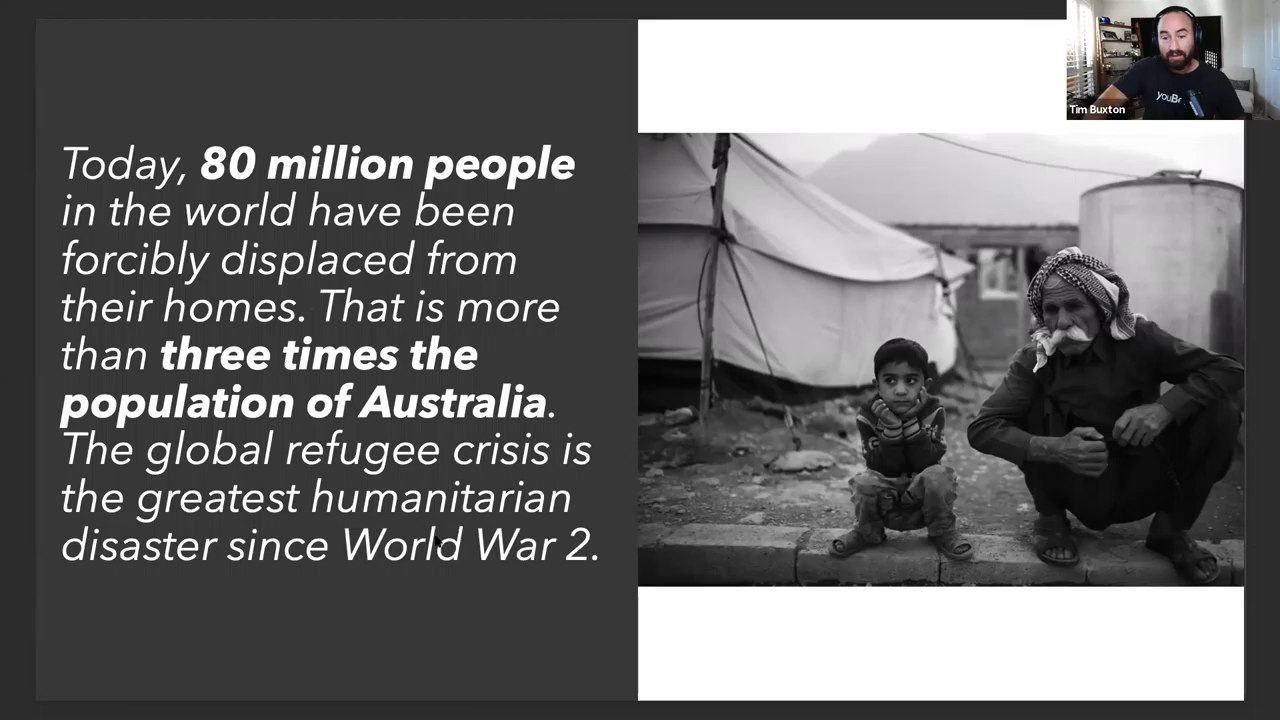 Today, 80 million people
in the world have been
forcibly displaced from
their homes. That is more
than three times the
population of Australia.
The global refugee crisis is
the greatest humanitarian
disaster since World War 2.
Tim Buxton